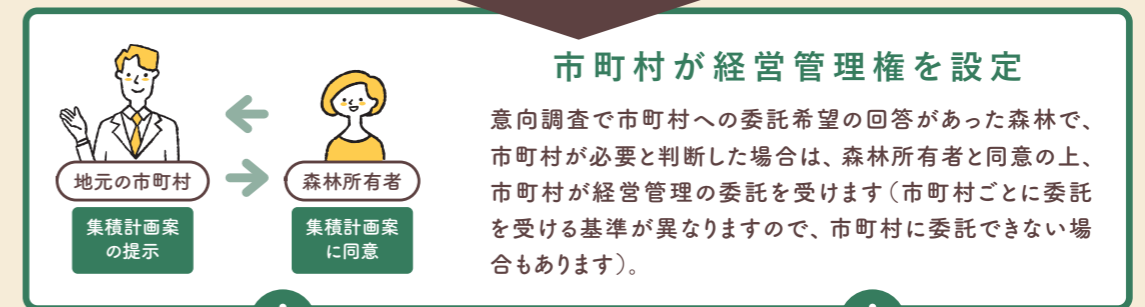 市町村が経営管理権を設定
意向調査で市町村への委託希望の回答があった森林で、
市町村が必要と判断した場合は、森林所有者と同意の上、
市町村が経営管理の委託を受けます（市町村ごとに委託
を受ける基準が異なりますので、市町村に委託できない場
合もあります）。
地元の市町村
森林所有者
集積計画案
の提示
集積計画案
に同意